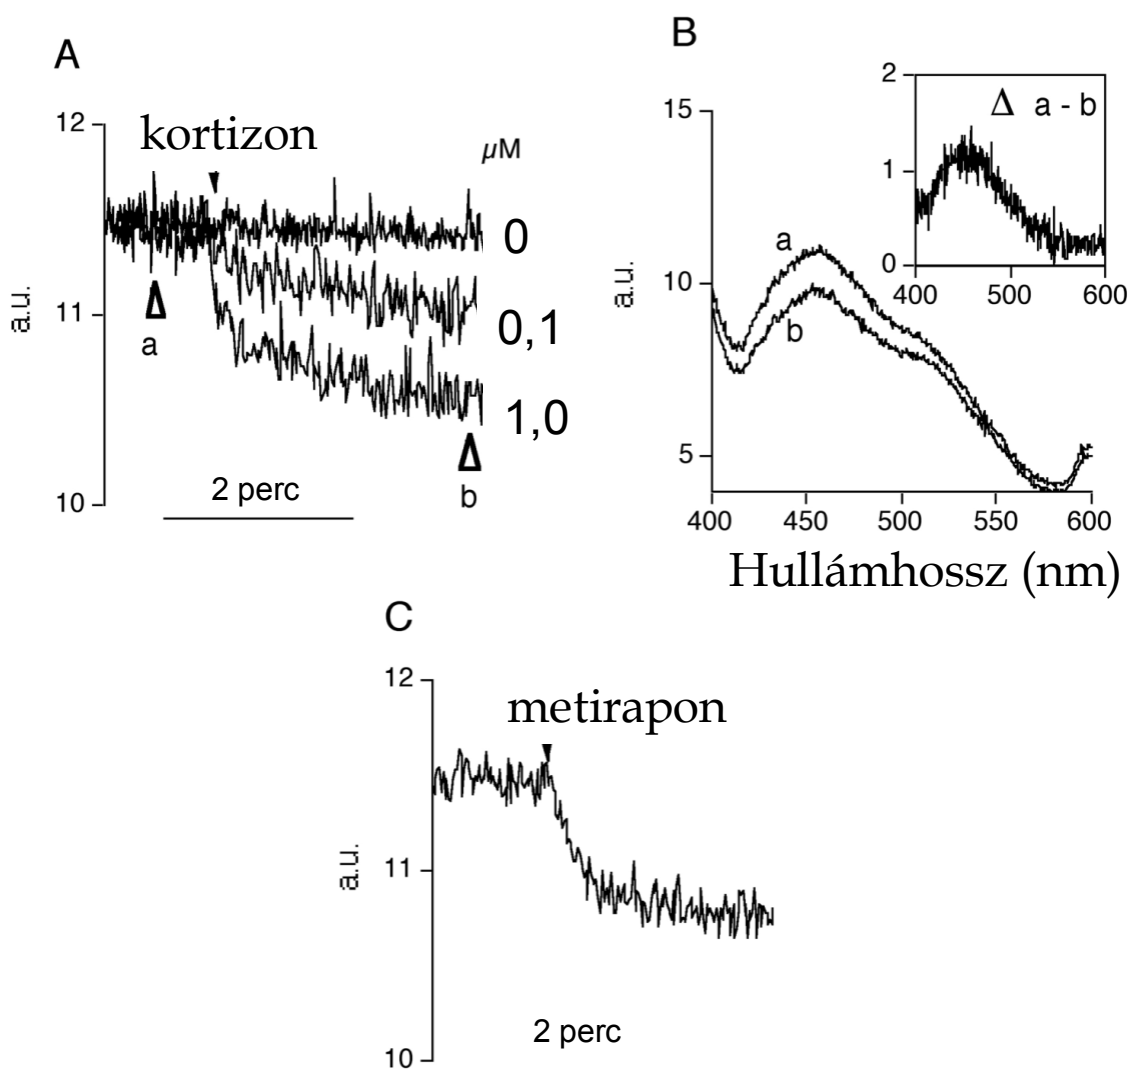 A
12
kortizon
µM
0
11
a.u.
0,1
a
1,0
2 perc
b
10
B
2
Δ a - b
15
1
a
0
10
400 500 600
a.u.
b
5
400 450 500 550 600
Hullámhossz (nm)
C
12
metirapon
11
a.u.
2 perc
10